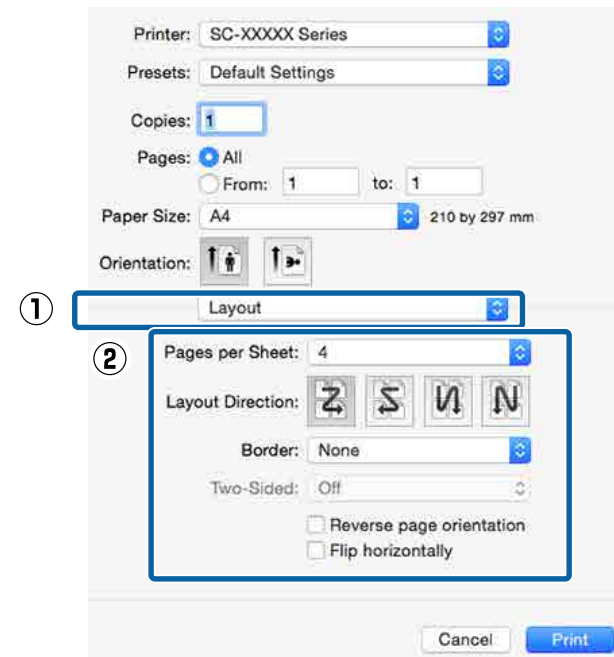 Printer: SC-XXXXX Series
Presets: Default Settings
Copies: 1
Pages: All
From: 1 to: 1
Paper Size: A4 210 by 297 mm
Orientation:
① Layout
② Pages per Sheet: 4
Layout Direction:
Border: None
Two-Sided: Off
Reverse page orientation
Flip horizontally
Cancel Print